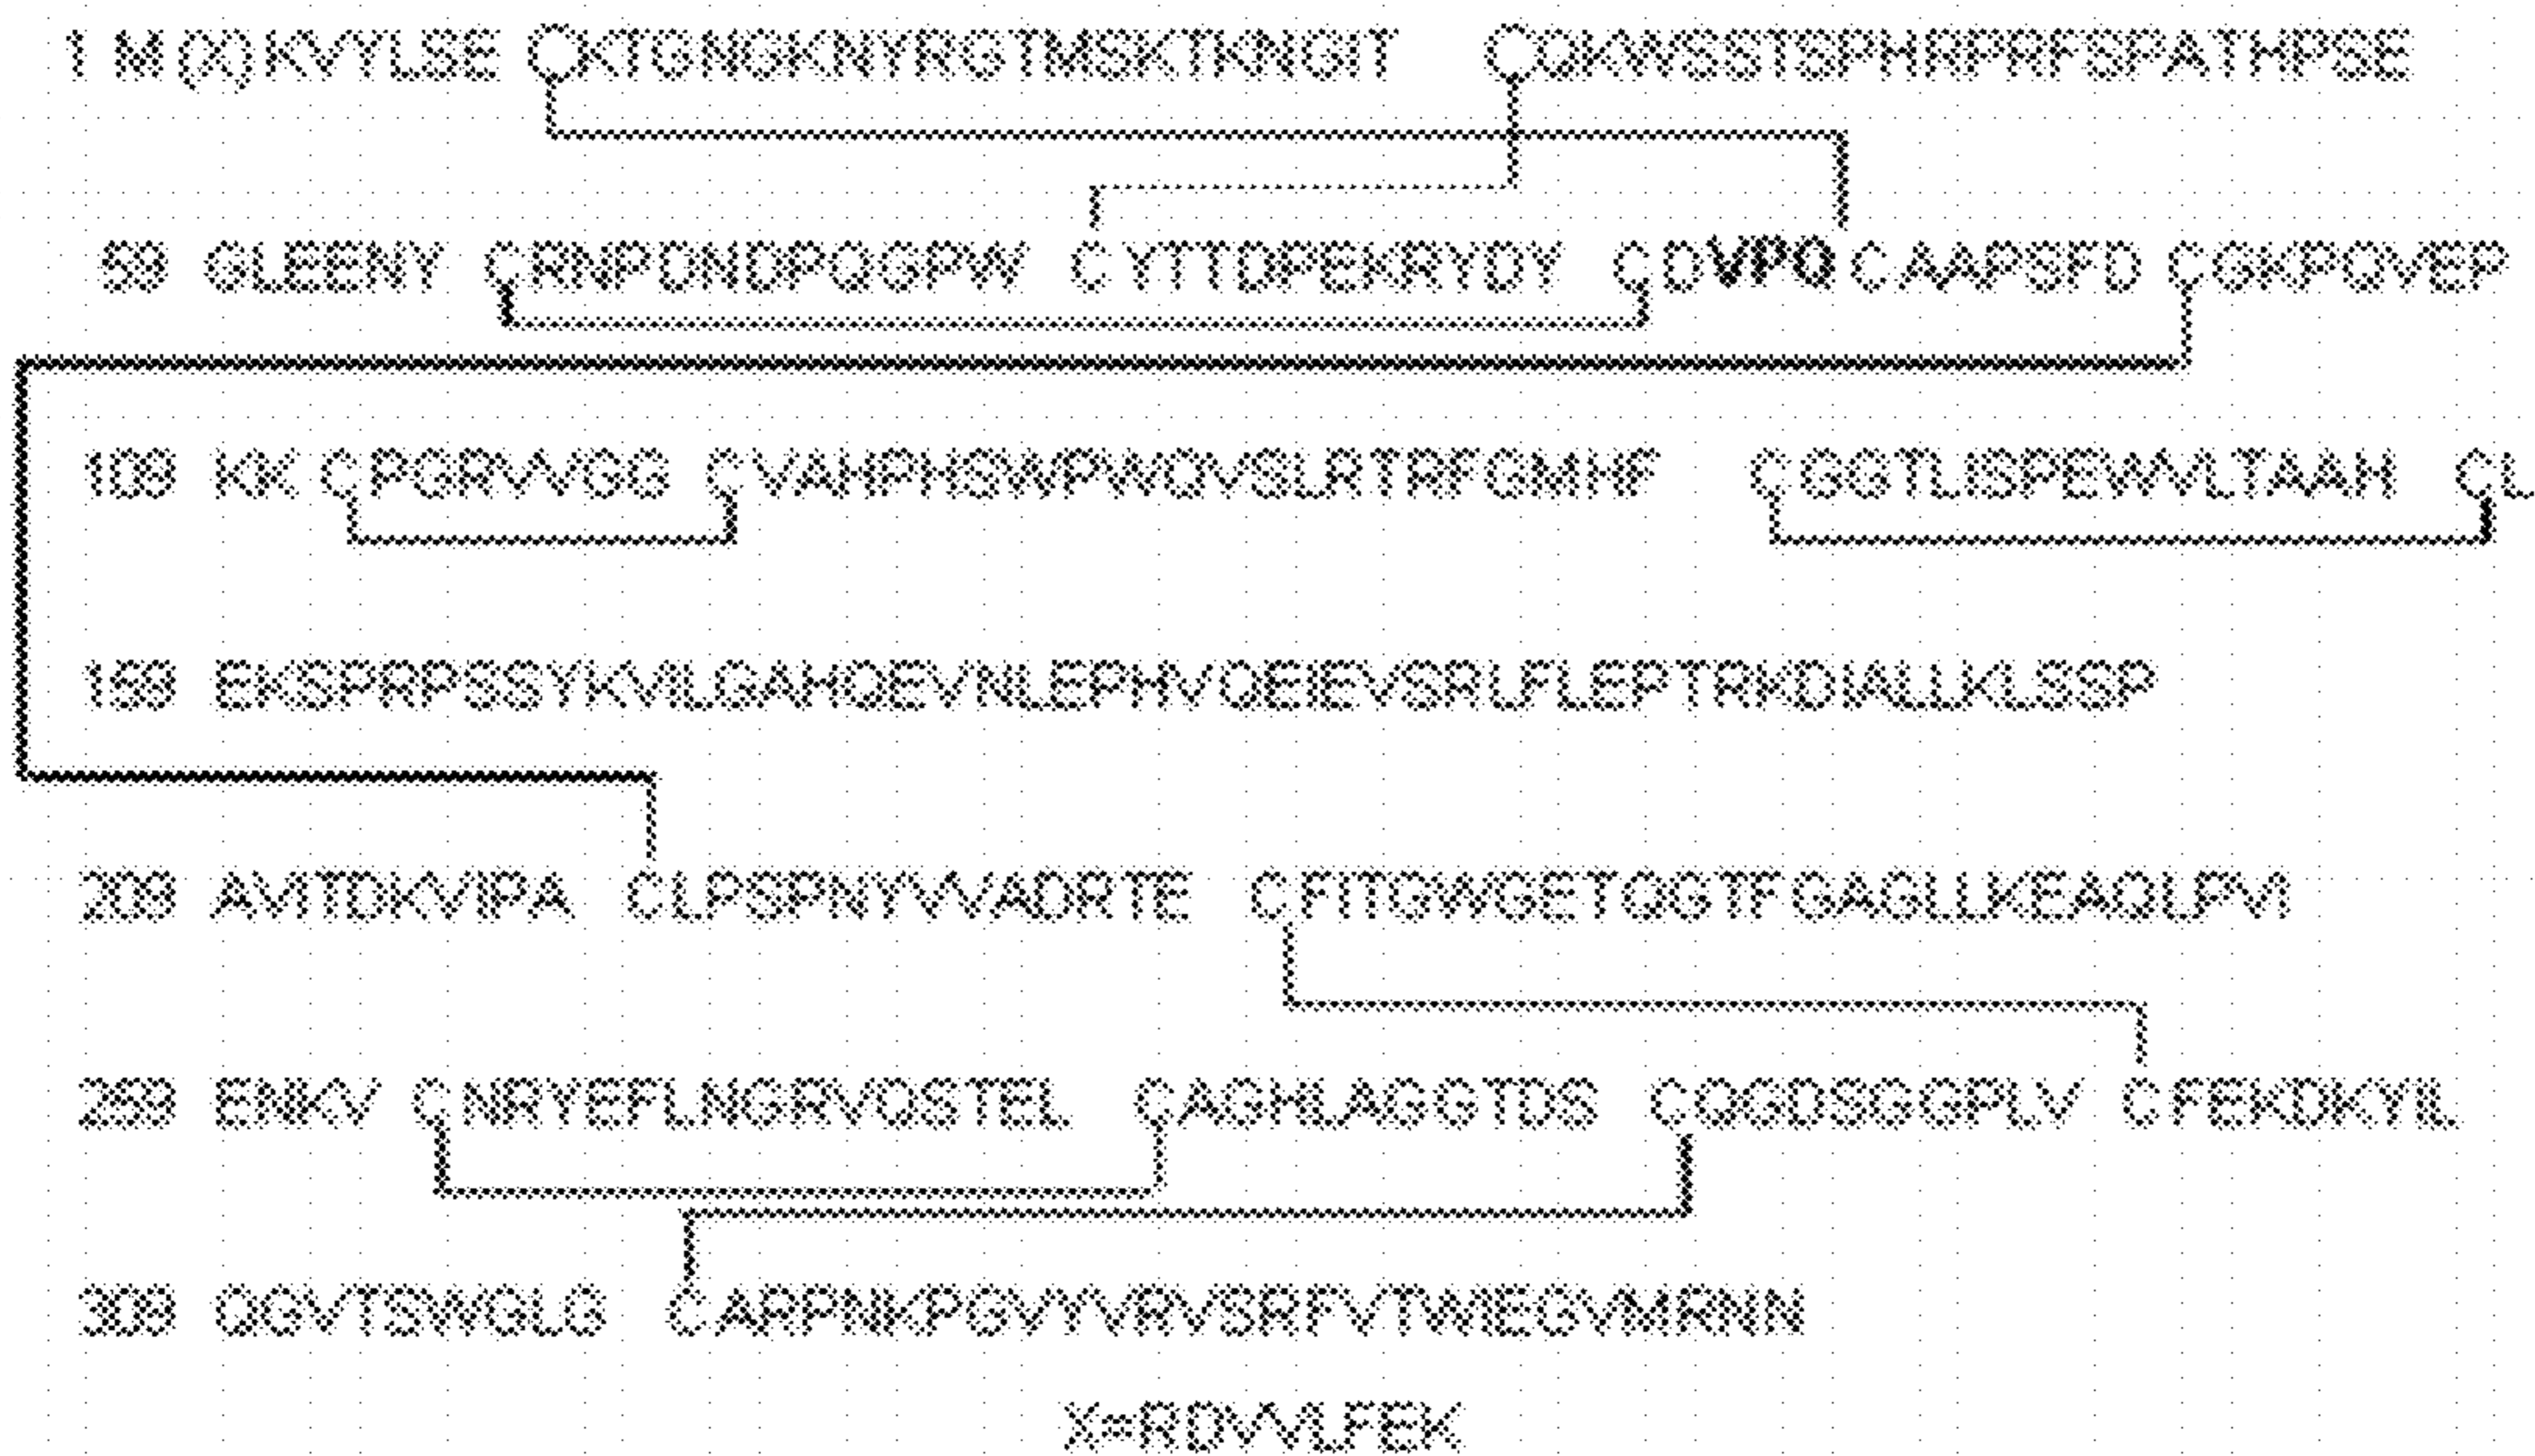 1 M (X) KVYLSE CKTGNGKNYRGTMSKTKNGIT CQKWSSTSPHRPRFSPATHPSE
59 GLEENY CRNPDNDPQGPW CYTTDPEKRYDY CDVPQ CAAPSFD CGKPQVEP
109 KK CPGRVVGG CVAHPHSWPWQVSLRTRFGMHF CGGTLISPEWVLTAAH CL
159 EKSPRPSSYKVILGAHQEVNLEPHVQEIEVSRLFLEPTRKDIALLKLSSP
209 AVITDKVIPA CLPSPNYVVADRTE CFITGWGETQGTFGAGLLKEAQLPVI
259 ENKV CNRYEFLNGRVQSTEL CAGHLAGGTDS CQGDSGGPLV CFEKDKYIL
309 QGVTSWGLG CARPNKPGVYVRVSRFVTWIEGVMRNN
X=RDVVLFEK